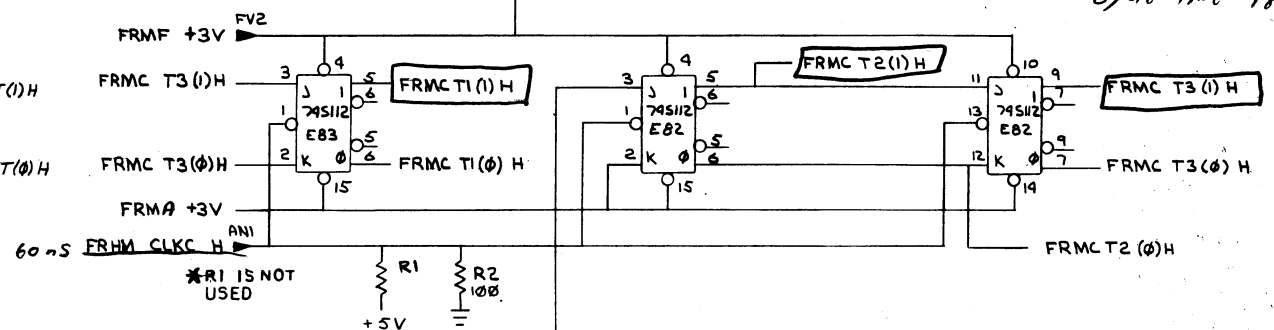 FRMF +3V FV2
T(1)H
FRMC T3(1)H 3 4 J 1 5 6 FRMC T1(1) H
1 74S112 E83
T(Ø)H
FRMC T3(Ø)H 2 K Ø 5 6 FRMC T1(Ø) H
15
FRMA +3V
60 nS FRHM CLKC H AN1
*R1 IS NOT
USED
R1
+5V
R2
100
3 4 J 1 5 6 FRMC T2(1) H
1 74S112 E82
2 K Ø 5 6
15
11 10 J 1 9 7 FRMC T3(1) H
13 74S112 E82
12 K Ø 9 7 FRMC T3(Ø) H
14
FRMC T2(Ø)H